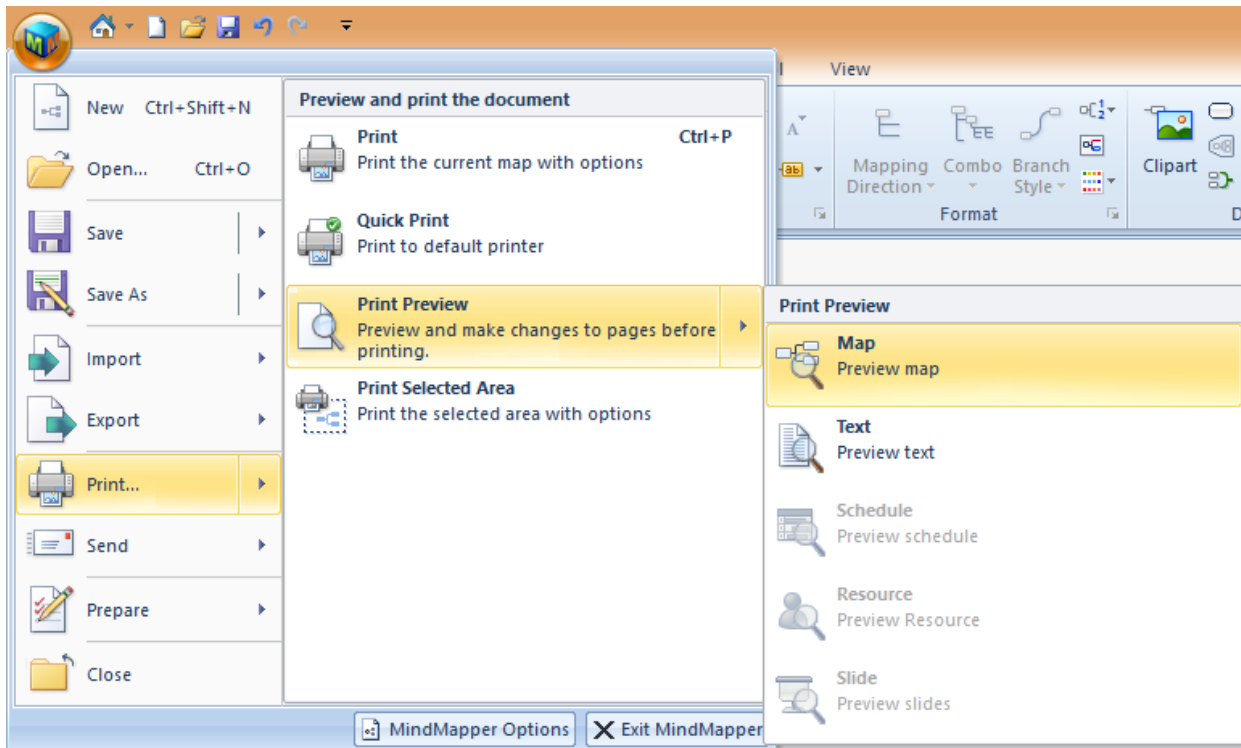 View
New Ctrl+Shift+N
Open... Ctrl+O
Save
Save As
Import
Export
Print...
Send
Prepare
Close
Preview and print the document
Print Ctrl+P
Print the current map with options
Quick Print
Print to default printer
Print Preview
Preview and make changes to pages before
printing.
Print Selected Area
Print the selected area with options
Mapping
Direction
Combo
Branch
Style
Clipart
Format
Print Preview
Map
Preview map
Text
Preview text
Schedule
Preview schedule
Resource
Preview Resource
Slide
Preview slides
MindMapper Options
Exit MindMapper